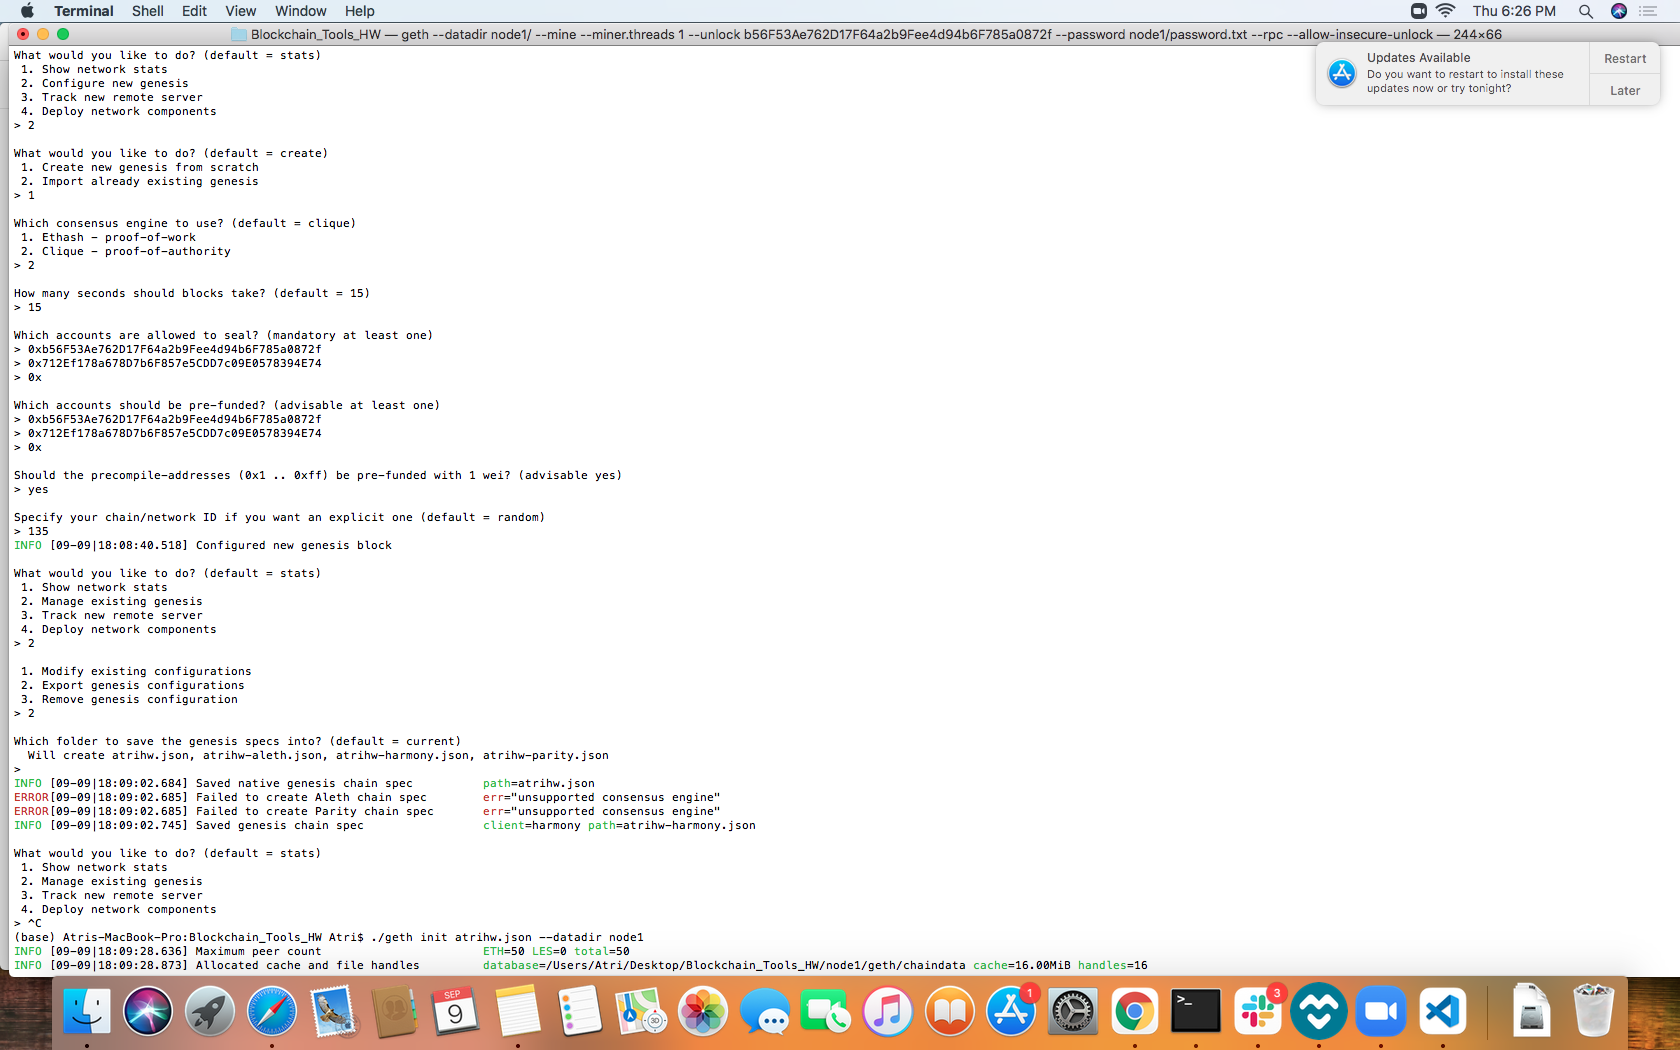 Terminal Shell Edit View Window Help Thu 6:26 PM
Blockchain_Tools_HW — geth --datadir node1/ --mine --miner.threads 1 --unlock b56F53Ae762D17F64a2b9Fee4d94b6F785a0872f --password node1/password.txt --rpc --allow-insecure-unlock — 244×66
Updates Available
Do you want to restart to install these
updates now or try tonight?
Restart
Later
What would you like to do? (default = stats)
1. Show network stats
2. Configure new genesis
3. Track new remote server
4. Deploy network components
> 2
What would you like to do? (default = create)
1. Create new genesis from scratch
2. Import already existing genesis
> 1
Which consensus engine to use? (default = clique)
1. Ethash - proof-of-work
2. Clique - proof-of-authority
> 2
How many seconds should blocks take? (default = 15)
> 15
Which accounts are allowed to seal? (mandatory at least one)
> 0xb56F53Ae762D17F64a2b9Fee4d94b6F785a0872f
> 0x712Ef178a678D7b6F857e5CDD7c09E0578394E74
> 0x
Which accounts should be pre-funded? (advisable at least one)
> 0xb56F53Ae762D17F64a2b9Fee4d94b6F785a0872f
> 0x712Ef178a678D7b6F857e5CDD7c09E0578394E74
> 0x
Should the precompile-addresses (0x1 .. 0xff) be pre-funded with 1 wei? (advisable yes)
> yes
Specify your chain/network ID if you want an explicit one (default = random)
> 135
INFO [09-09|18:08:40.518] Configured new genesis block
What would you like to do? (default = stats)
1. Show network stats
2. Manage existing genesis
3. Track new remote server
4. Deploy network components
> 2
1. Modify existing configurations
2. Export genesis configurations
3. Remove genesis configuration
> 2
Which folder to save the genesis specs into? (default = current)
Will create atrihw.json, atrihw-aleth.json, atrihw-harmony.json, atrihw-parity.json
>
INFO [09-09|18:09:02.684] Saved native genesis chain spec path=atrihw.json
ERROR[09-09|18:09:02.685] Failed to create Aleth chain spec err="unsupported consensus engine"
ERROR[09-09|18:09:02.685] Failed to create Parity chain spec err="unsupported consensus engine"
INFO [09-09|18:09:02.745] Saved genesis chain spec client=harmony path=atrihw-harmony.json
What would you like to do? (default = stats)
1. Show network stats
2. Manage existing genesis
3. Track new remote server
4. Deploy network components
> ^C
(base) Atris-MacBook-Pro:Blockchain_Tools_HW Atri$ ./geth init atrihw.json --datadir node1
INFO [09-09|18:09:28.636] Maximum peer count ETH=50 LES=0 total=50
INFO [09-09|18:09:28.873] Allocated cache and file handles database=/Users/Atri/Desktop/Blockchain_Tools_HW/node1/geth/chaindata cache=16.00MiB handles=16
SEP
9
3D
1
>_
3